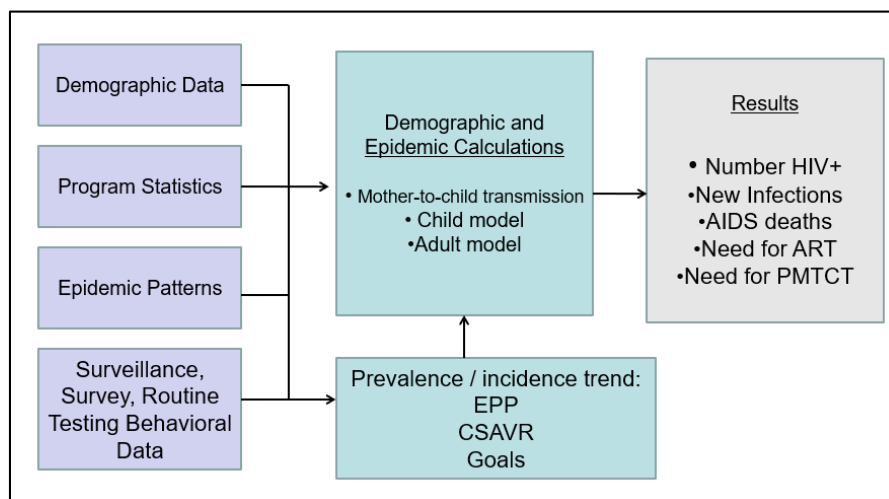 Demographic Data
Program Statistics
Epidemic Patterns
Surveillance,
Survey, Routine
Testing Behavioral
Data
Demographic and
Epidemic Calculations
• Mother-to-child transmission
• Child model
•Adult model
Prevalence / incidence trend:
EPP
CSAVR
Goals
Results
• Number HIV+
•New Infections
•AIDS deaths
•Need for ART
•Need for PMTCT